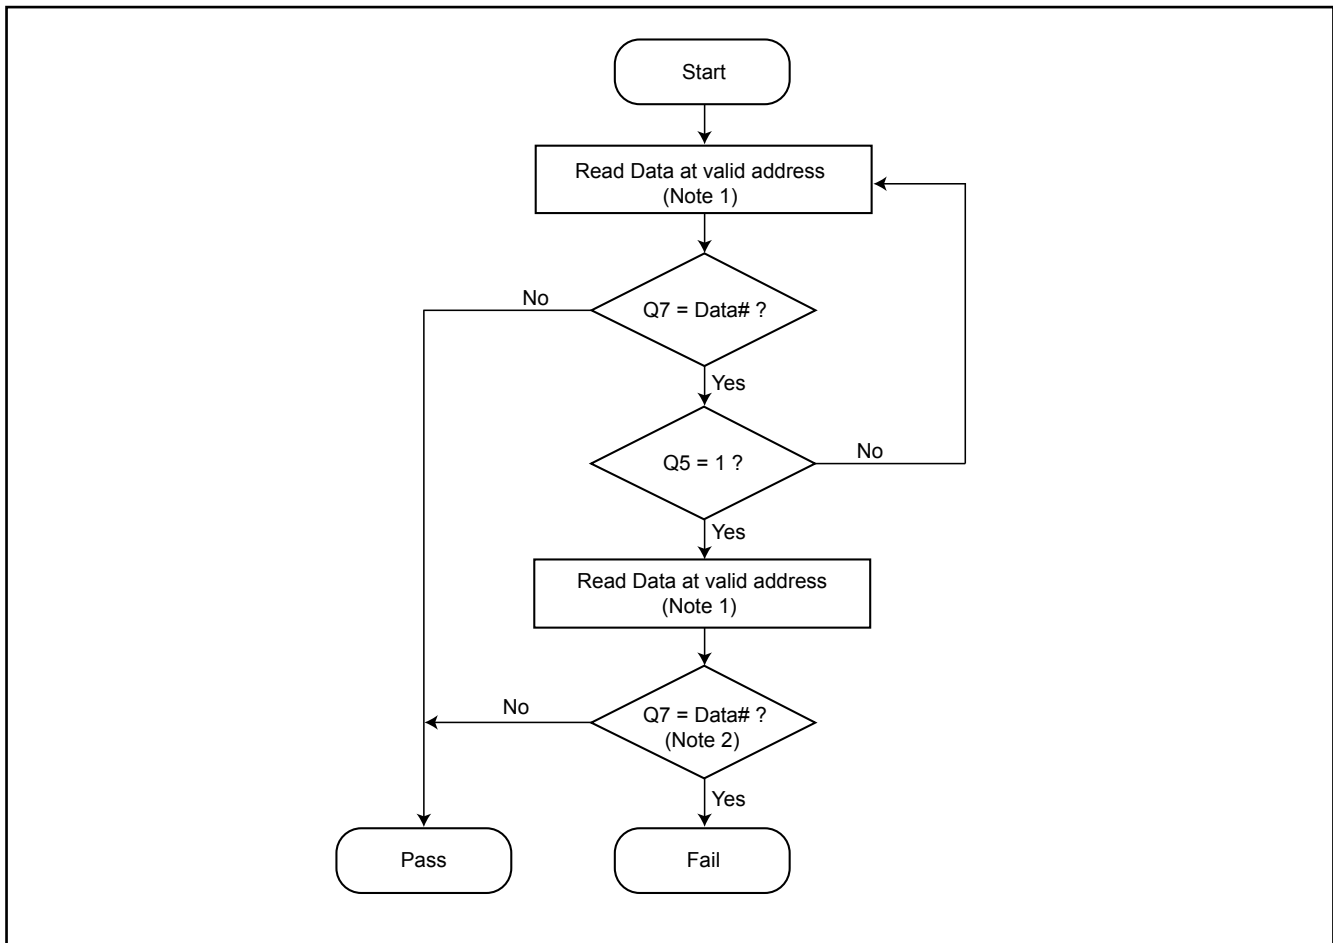 Start
Read Data at valid address
(Note 1)
Q7 = Data# ?
No
Yes
Q5 = 1 ?
No
Yes
Read Data at valid address
(Note 1)
Q7 = Data# ?
(Note 2)
No
Yes
Pass
Fail